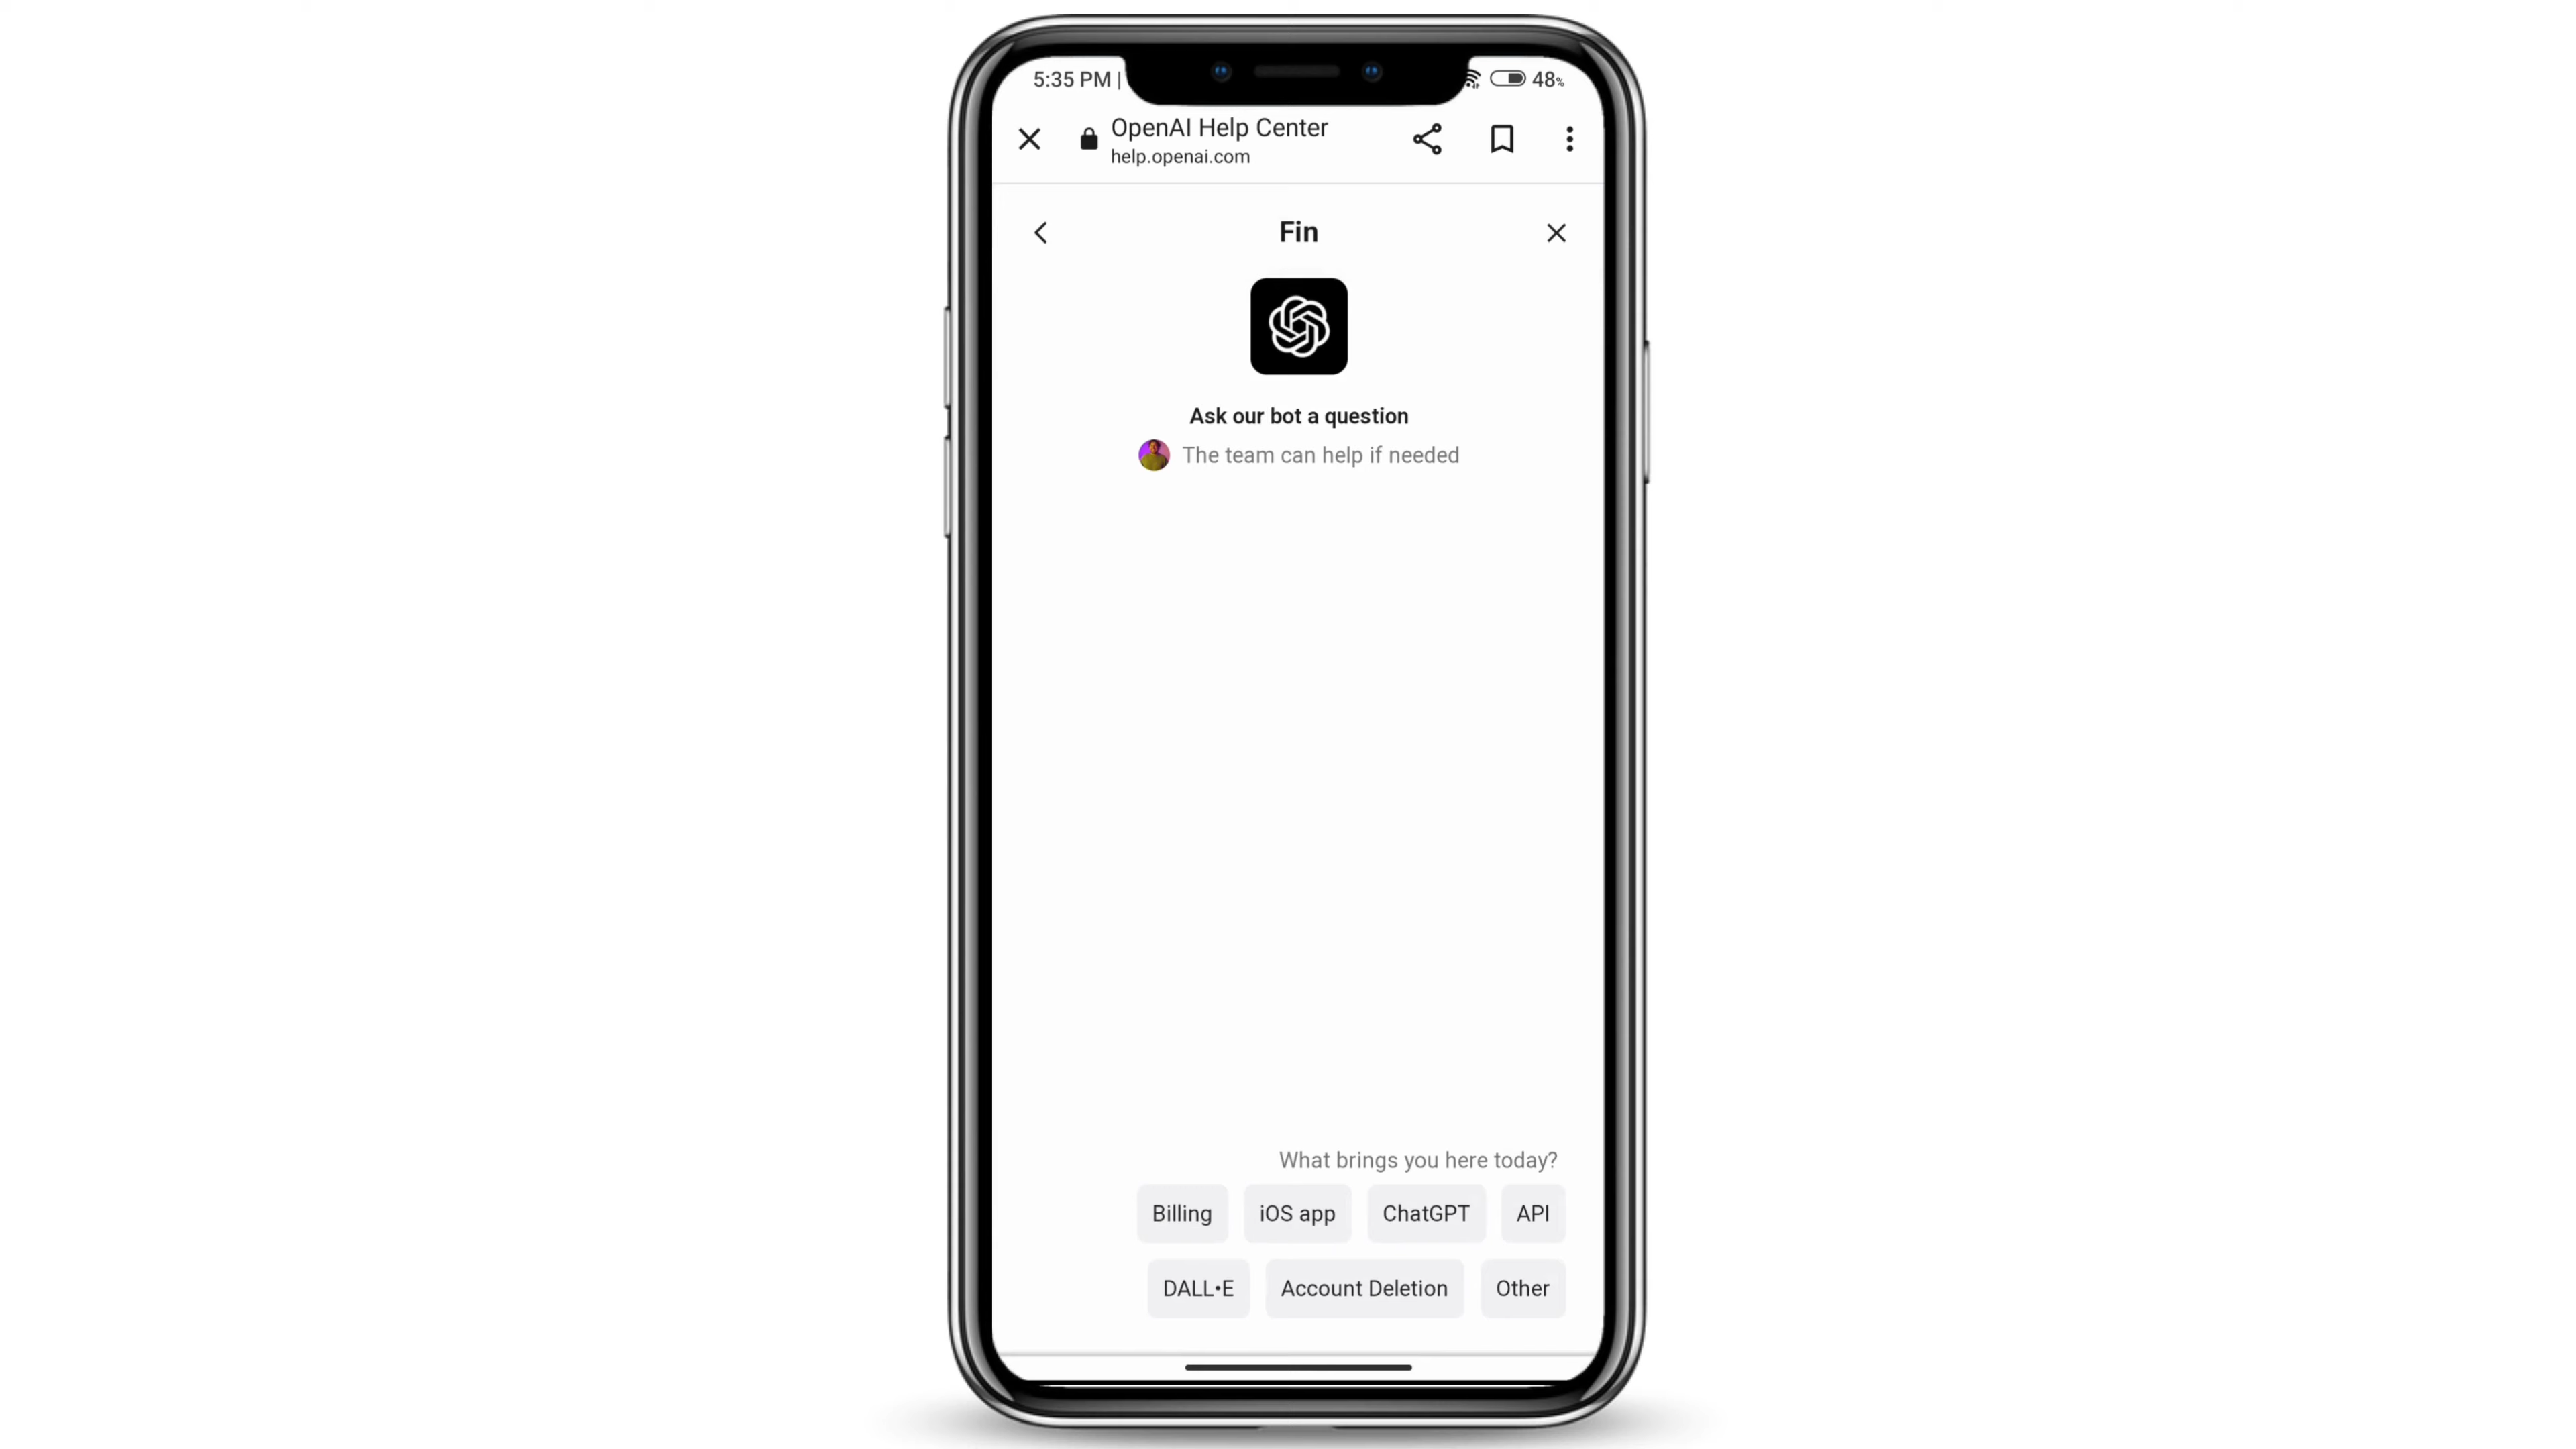 5:35 PM |
48%
OpenAI Help Center
help.openai.com
Fin
Ask our bot a question
The team can help if needed
What brings you here today?
Billing iOS app ChatGPT API
DALL•E Account Deletion Other